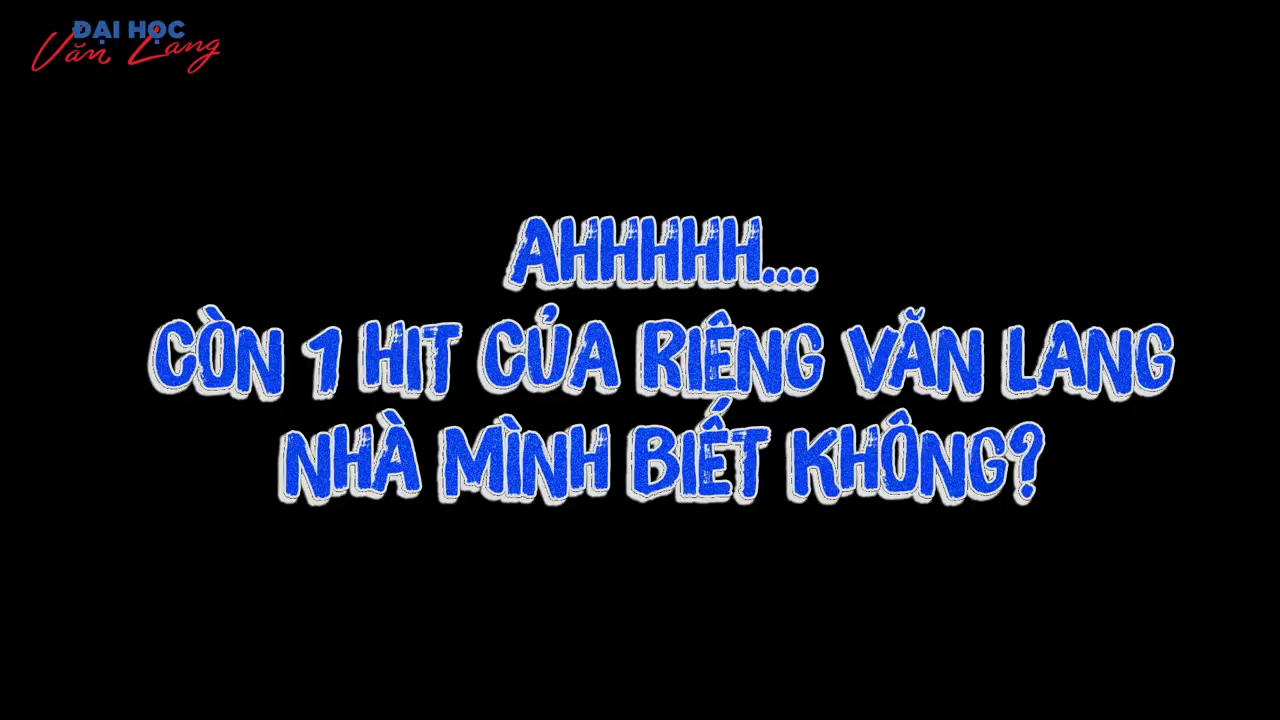 ĐẠI HỌC
Văn Lang
AHHHHH....
CÒN 1 HIT CỦA RIÊNG VĂN LANG
NHÀ MÌNH BIẾT KHÔNG?